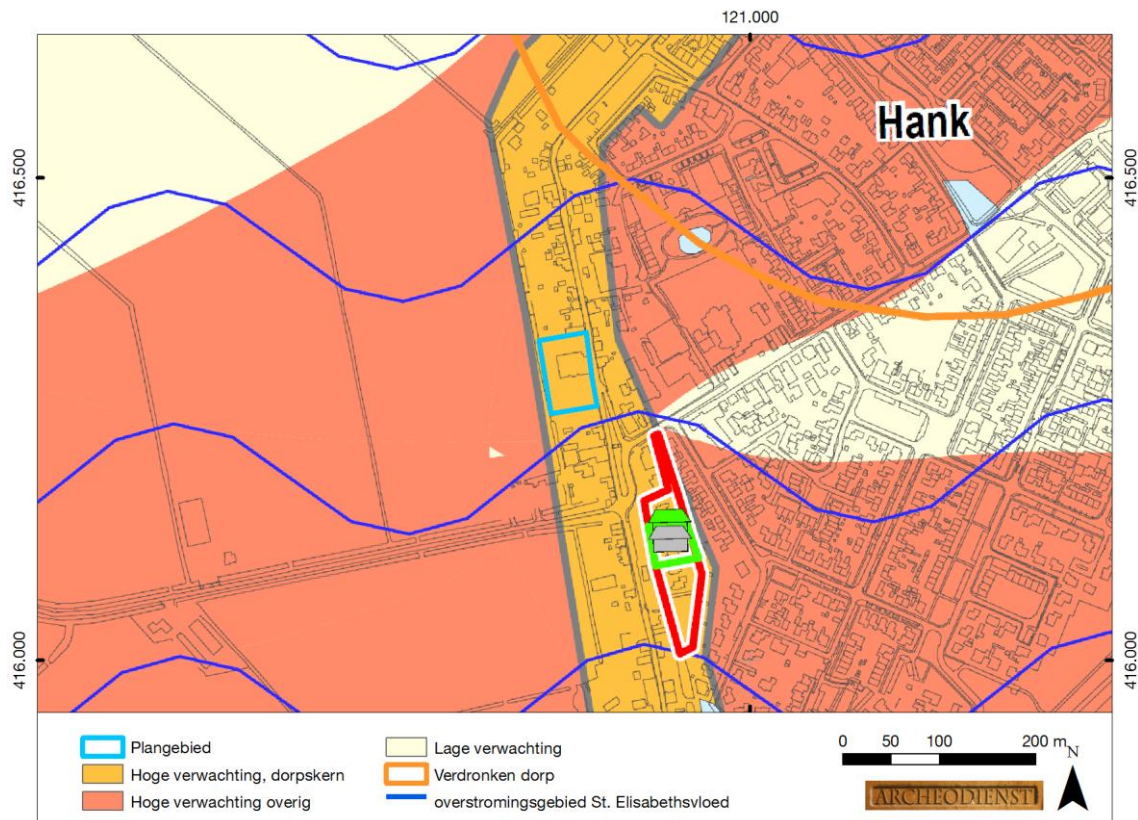 121.000
Hank
416.500
416.500
416.000
416.000
Plangebied
Hoge verwachting, dorpskern
Hoge verwachting overig
Lage verwachting
Verdronken dorp
overstromingsgebied St. Elisabethsvloed
0 50 100 200 m
N
ARCHEODIENST